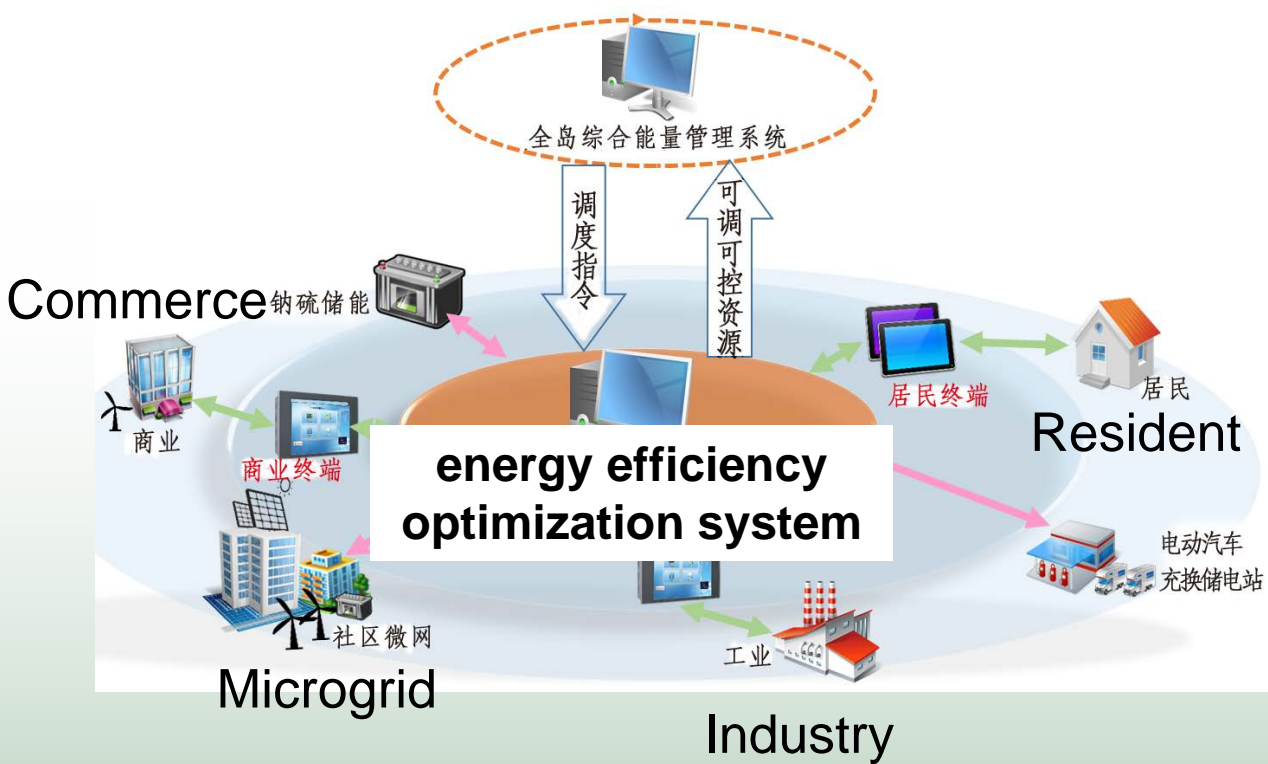 全岛综合能量管理系统
调度指令
可调可控资源
Commerce
钠硫储能
居民终端
居民
Resident
商业
商业终端
energy efficiency
optimization system
电动汽车
充换储电站
社区微网
工业
Microgrid
Industry